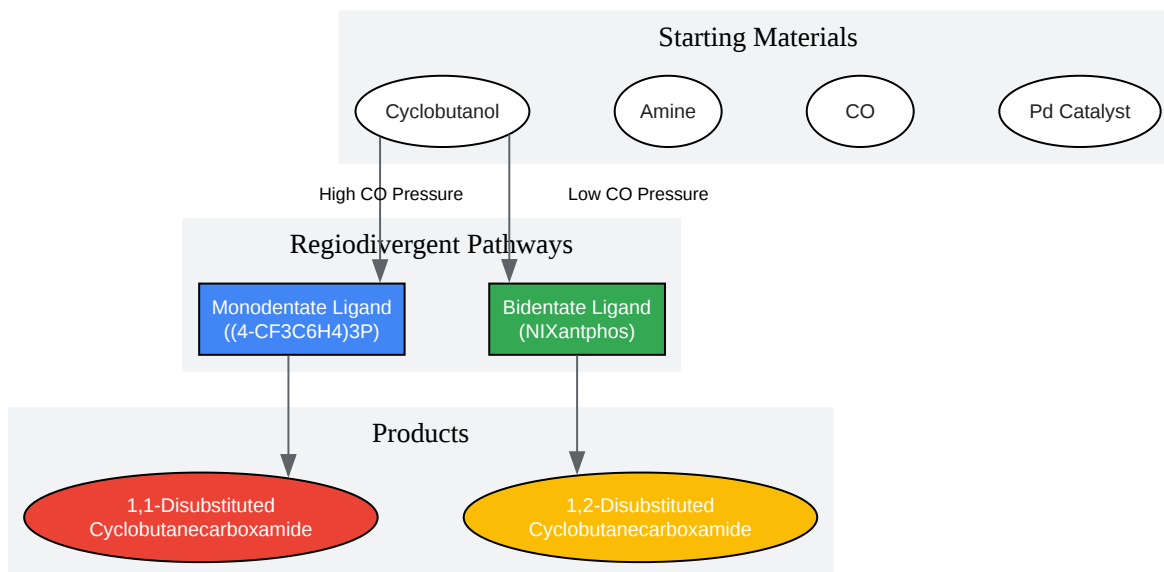 Starting Materials
Cyclobutanol
Amine
CO
Pd Catalyst
High CO Pressure
Low CO Pressure
Regiodivergent Pathways
Monodentate Ligand
((4-CF3C6H4)3P)
Bidentate Ligand
(NIXantphos)
Products
1,1-Disubstituted
Cyclobutanecarboxamide
1,2-Disubstituted
Cyclobutanecarboxamide